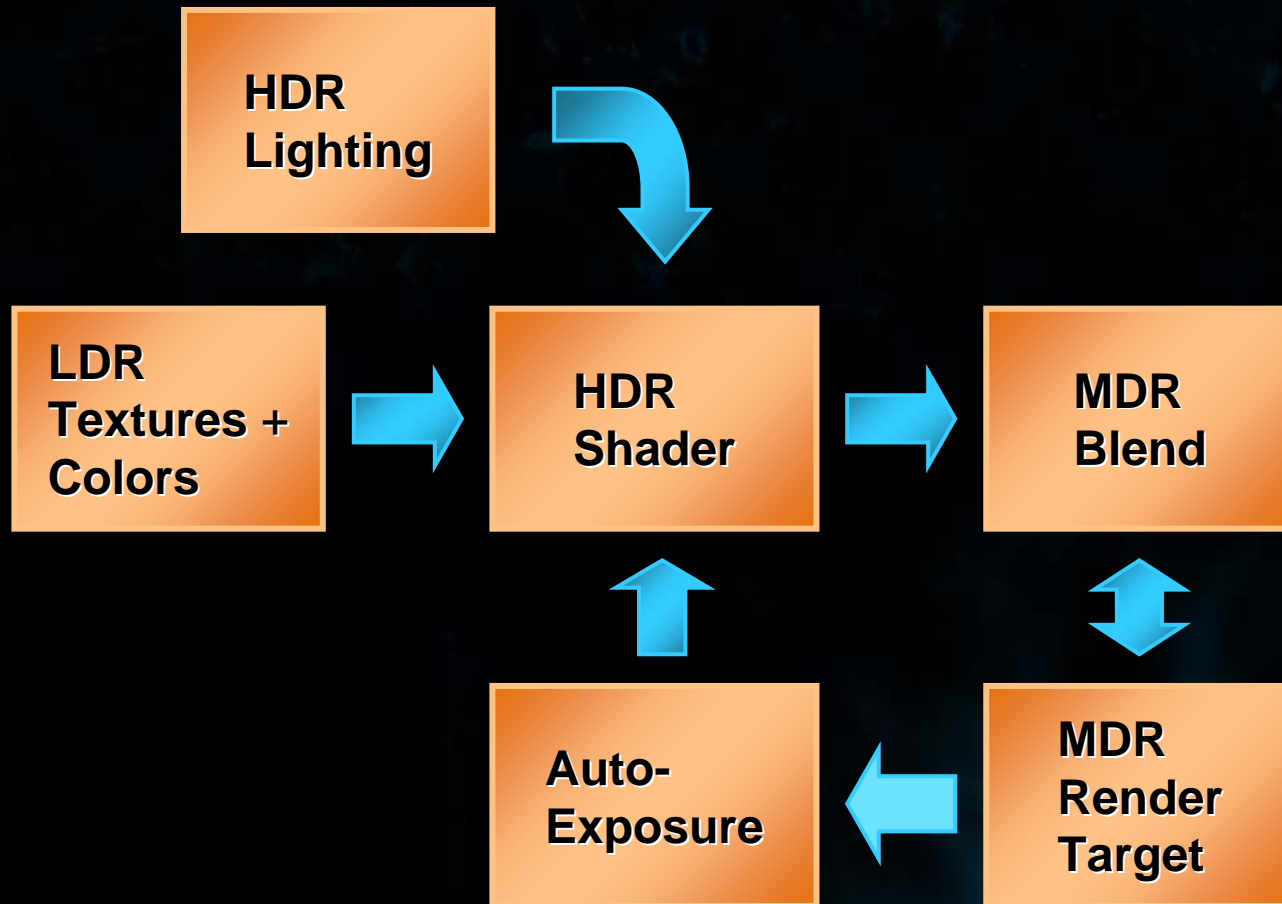 HDR
Lighting
LDR
Textures +
Colors
HDR
Shader
MDR
Blend
Auto-
Exposure
MDR
Render
Target